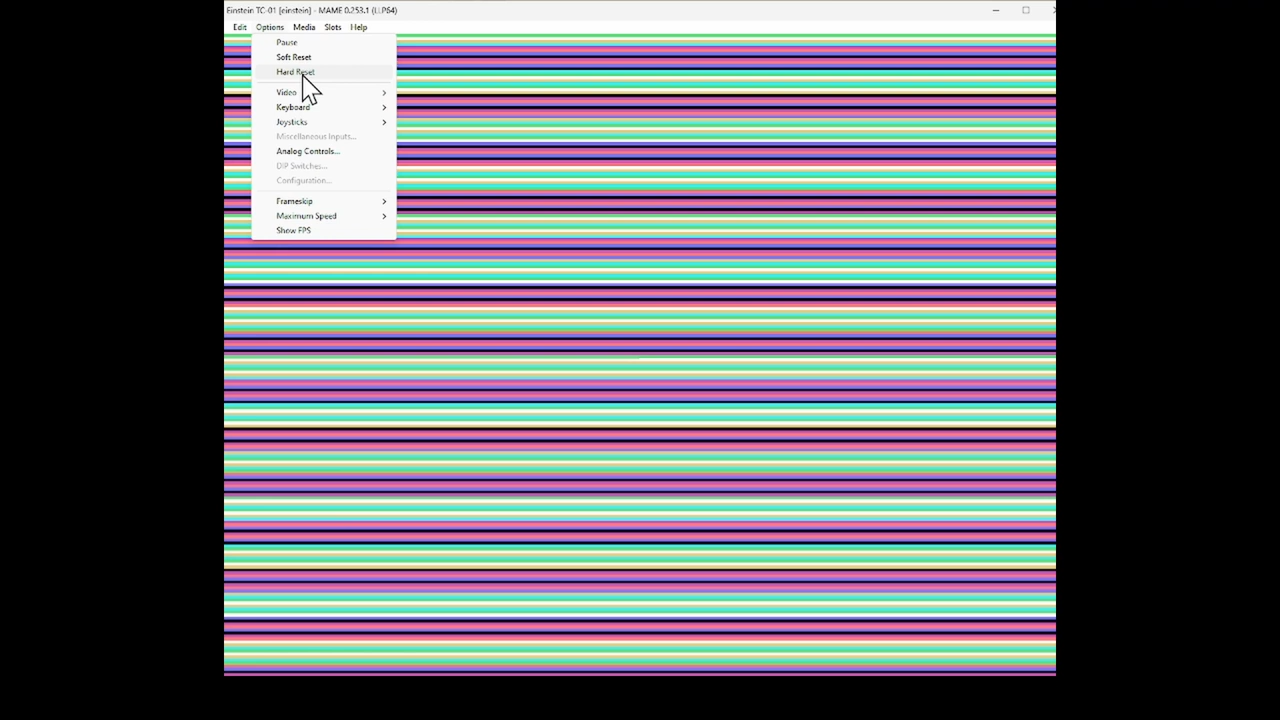 Einstein TC-01 [einstein] - MAME 0.253.1 (LLP64)
Edit Options Media Slots Help
Pause
Soft Reset
Hard Reset
Video
Keyboard
Joysticks
Miscellaneous Inputs...
Analog Controls...
DIP Switches...
Configuration...
Frameskip
Maximum Speed
Show FPS